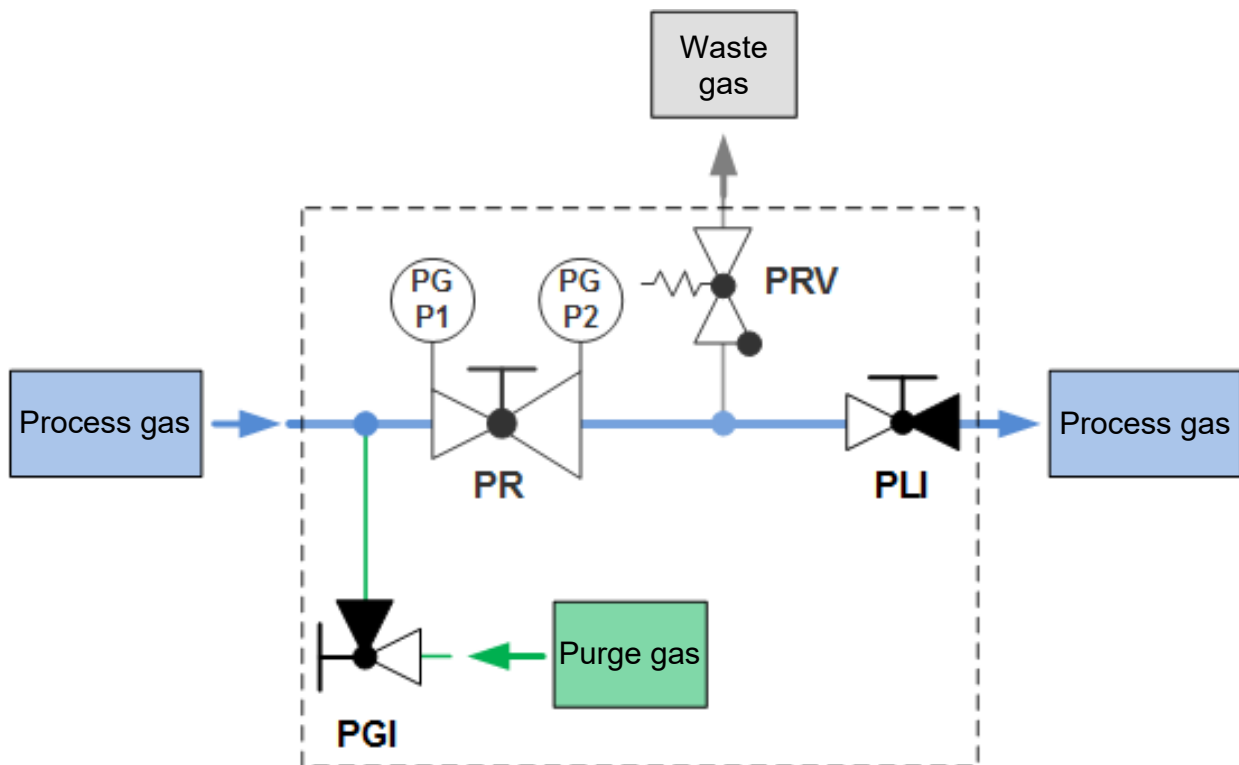 Waste
gas
PG
P1
PG
P2
PRV
Process gas
PR
PLI
Process gas
Purge gas
PGI